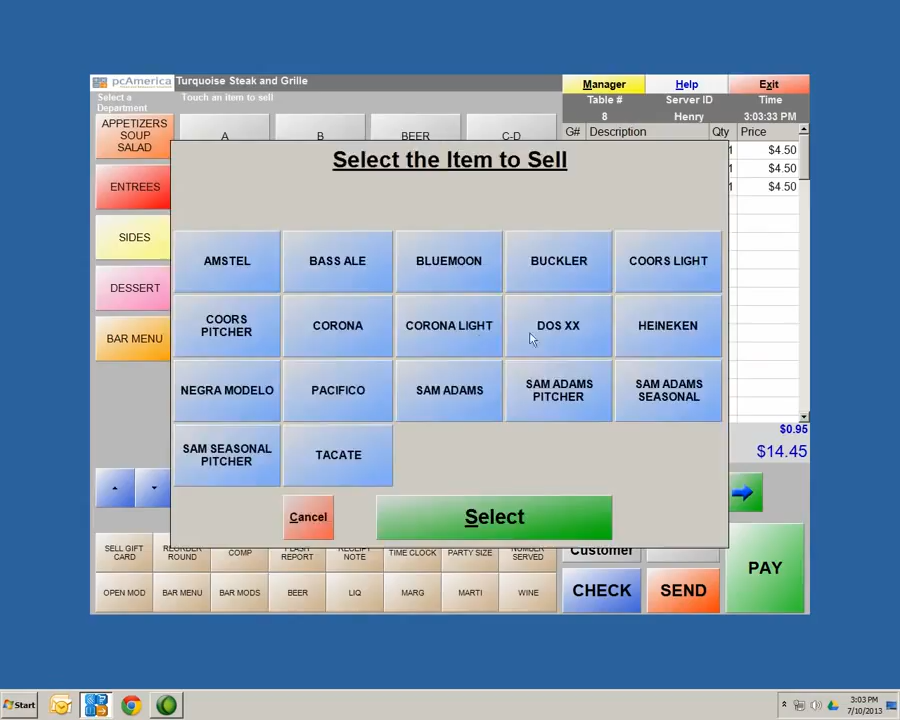 pcAmerica
Turquoise Steak and Grille
Manager
Help
Exit
Select a
Department
Touch an item to sell
Table #
Server ID
Time
8
Henry
3:03:33 PM
APPETIZERS
SOUP
SALAD
A
B
BEER
C-D
G#
Description
Qty
Price
1
$4.50
1
$4.50
1
$4.50
ENTREES
SIDES
DESSERT
BAR MENU
Select the Item to Sell
AMSTEL
BASS ALE
BLUEMOON
BUCKLER
COORS LIGHT
COORS
PITCHER
CORONA
CORONA LIGHT
DOS XX
HEINEKEN
NEGRA MODELO
PACIFICO
SAM ADAMS
SAM ADAMS
PITCHER
SAM ADAMS
SEASONAL
SAM SEASONAL
PITCHER
TACATE
Cancel
Select
$0.95
$14.45
SELL GIFT
CARD
REORDER
ROUND
COMP
FLASH
REPORT
RECEIPT
NOTE
TIME CLOCK
PARTY SIZE
NUMBER
SERVED
Customer
OPEN MOD
BAR MENU
BAR MODS
BEER
LIQ
MARG
MARTI
WINE
CHECK
SEND
PAY
Start
3:03 PM
7/10/2013